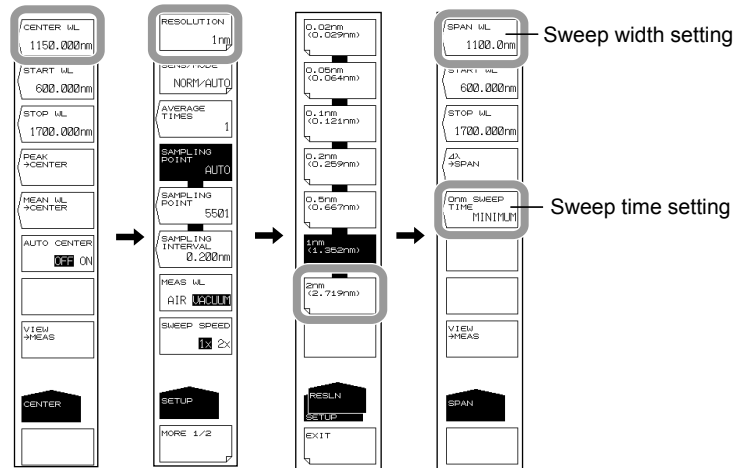 CENTER WL
1150.000nm
START WL
600.000nm
STOP WL
1700.000nm
PEAK
→CENTER
MEAN WL
→CENTER
AUTO CENTER
OFF ON
VIEW
→MEAS
CENTER
RESOLUTION
1nm
SENS/MODE
NORM/AUTO
AVERAGE
TIMES
1
SAMPLING
POINT
AUTO
SAMPLING
POINT
5501
SAMPLING
INTERVAL
0.200nm
MEAS WL
AIR VACUUM
SWEEP SPEED
1x 2x
SETUP
MORE 1/2
0.02nm
(0.029nm)
0.05nm
(0.064nm)
0.1nm
(0.121nm)
0.2nm
(0.259nm)
0.5nm
(0.667nm)
1nm
(1.352nm)
2nm
(2.719nm)
RESLN
SETUP
EXIT
SPAN WL
1100.0nm
START WL
600.000nm
STOP WL
1700.000nm
Δλ
→SPAN
0nm SWEEP
TIME
MINIMUM
VIEW
→MEAS
SPAN
Sweep width setting
Sweep time setting